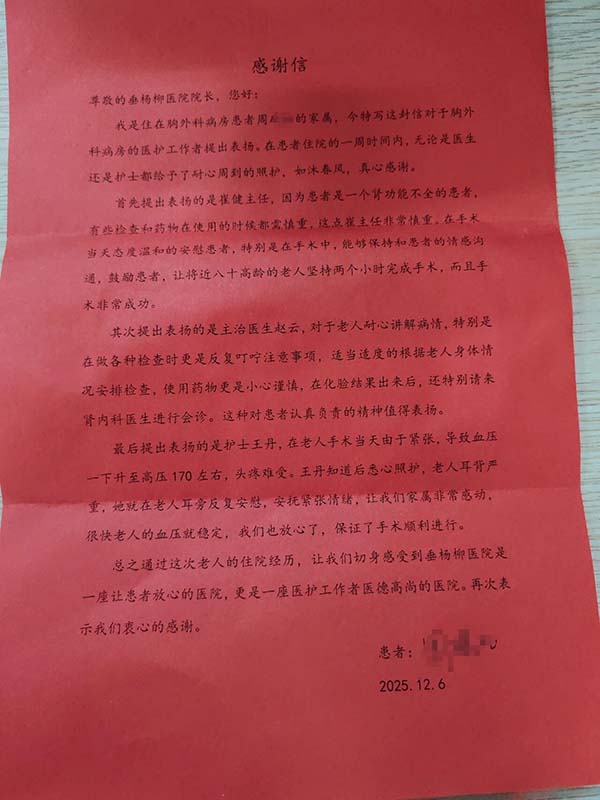 感谢信
尊敬的垂杨柳医院院长，您好：
我是住在胸外科病房患者周的家属，今特写这封信对于胸外
科病房的医护工作者提出表扬。在患者住院的一周时间内，无论是医生
还是护士都给予了耐心周到的照护，如沐春风，真心感谢。
首先提出表扬的是崔健主任，因为患者是一个肾功能不全的患者，
有些检查和药物在使用的时候都需慎重，这点崔主任非常慎重。在手术
当天态度温和的安慰患者，特别是在手术中，能够保持和患者的情感沟
通，鼓励患者，让将近八十高龄的老人坚持两个小时完成手术，而且手
术非常成功。
其次提出表扬的是主治医生赵云，对于老人耐心讲解病情，特别是
在做各种检查时更是反复叮咛注意事项，适当适度的根据老人身体情
况安排检查，使用药物更是小心谨慎，在化验结果出来后，还特别请来
肾内科医生进行会诊。这种对患者认真负责的精神值得表扬。
最后提出表扬的是护士王丹，在老人手术当天由于紧张，导致血压
一下升至高压 170 左右，头疼难受。王丹知道后悉心照护，老人耳背严
重，她就在老人耳旁反复安慰，安抚紧张情绪，让我们家属非常感动，
很快老人的血压就稳定，我们也放心了，保证了手术顺利进行。
总之通过这次老人的住院经历，让我们切身感受到垂杨柳医院是
一座让患者放心的医院，更是一座医护工作者医德高尚的医院。再次表
示我们衷心的感谢。
患者：
2025.12.6